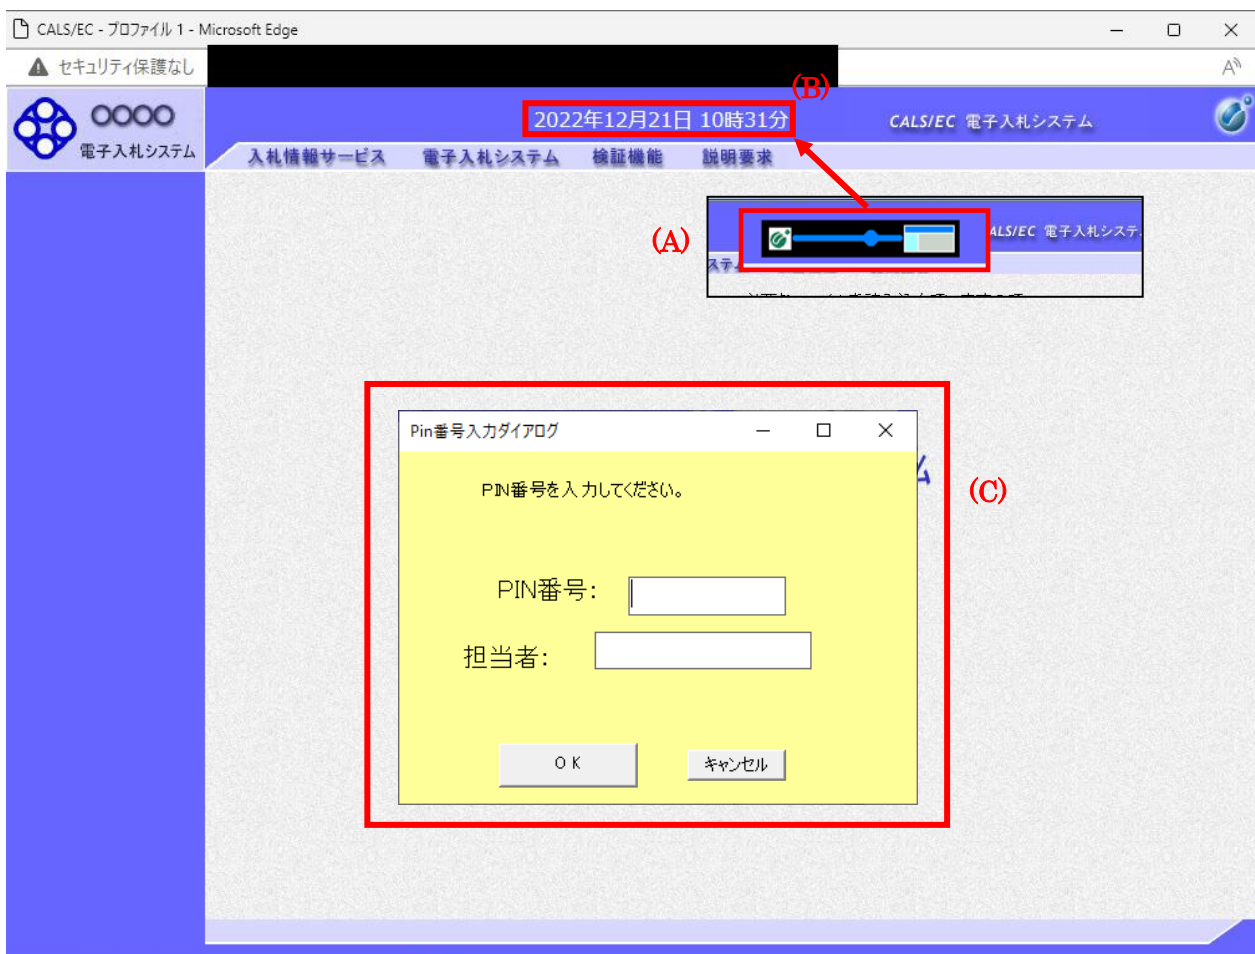 CALS/EC - プロファイル 1 - Microsoft Edge
セキュリティ保護なし
A
(B)
OOOO
電子入札システム
2022年12月21日 10時31分
CALS/EC 電子入札システム
入札情報サービス 電子入札システム 検証機能 説明要求
(A)
ALS/EC 電子入札システ
ステ
Pin番号入力ダイアログ
PIN番号を入力してください。
ム
(C)
PIN番号:
担当者:
OK
キャンセル